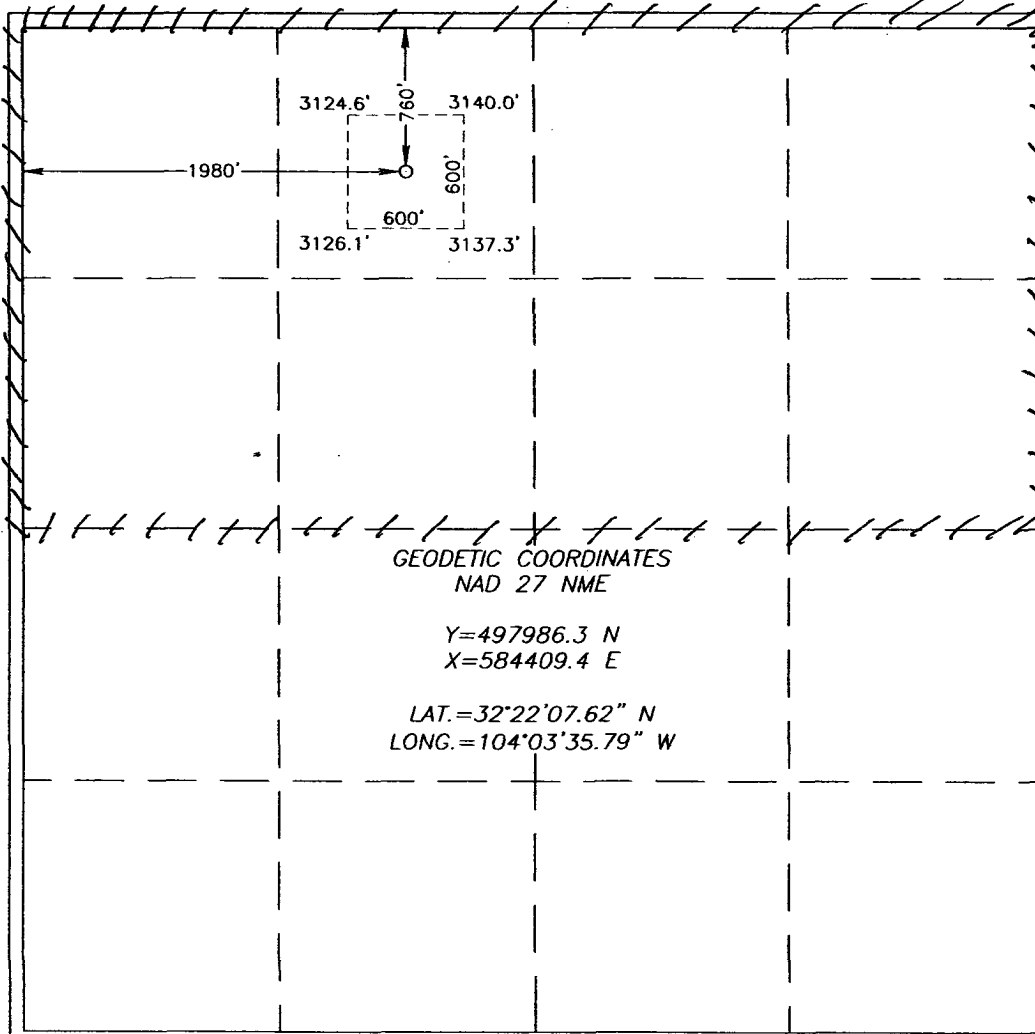 3124.6'
760'
3140.0'
1980'
600'
600'
3126.1'
3137.3'
GEODETIC COORDINATES
NAD 27 NME
Y=497986.3 N
X=584409.4 E
LAT.=32°22'07.62" N
LONG.=104°03'35.79" W